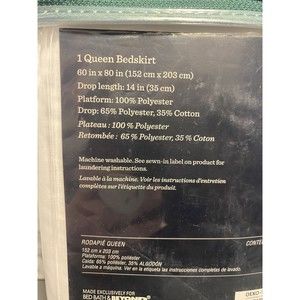 1 Queen Bedskirt
60 in x 80 in (152 cm x 203 cm)
Drop length: 14 in (35 cm)
Platform: 100% Polyester
Drop: 65% Polyester, 35% Cotton
Plateau : 100 % Polyester
Retombée : 65 % Polyester, 35 % Coton
Machine washable. See sewn-in label on product for
laundering instructions.
Lavable à la machine. Voir les instructions d'entretien
complètes sur l'étiquette du produit.
RODAPIÉ QUEEN
152 cm x 203 cm
Plataforma: 100% poliéster
Caída: 65% poliéster, 35% ALGODÓN
Lavable a máquina. Ver en la etiqueta las instrucciones completas de lavado.
CONTE
MADE EXCLUSIVELY FOR
BED BATH & BEYOND
OEKO-